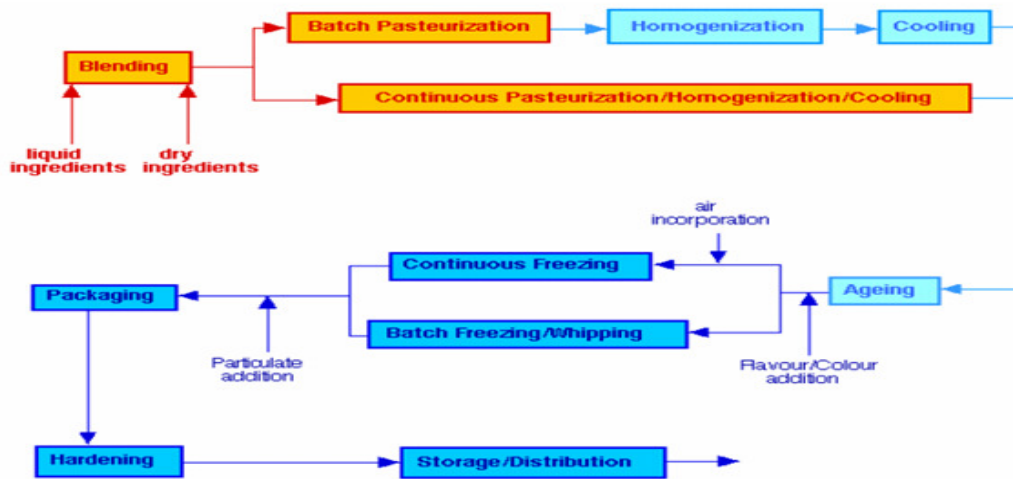 Batch Pasteurization
Homogenization
Cooling
Blending
Continuous Pasteurization/Homogenization/Cooling
liquid
ingredients
dry
ingredients
air
incorporation
Continuous Freezing
Ageing
Packaging
Batch Freezing/Whipping
Particulate
addition
Flavour/Colour
addition
Hardening
Storage/Distribution